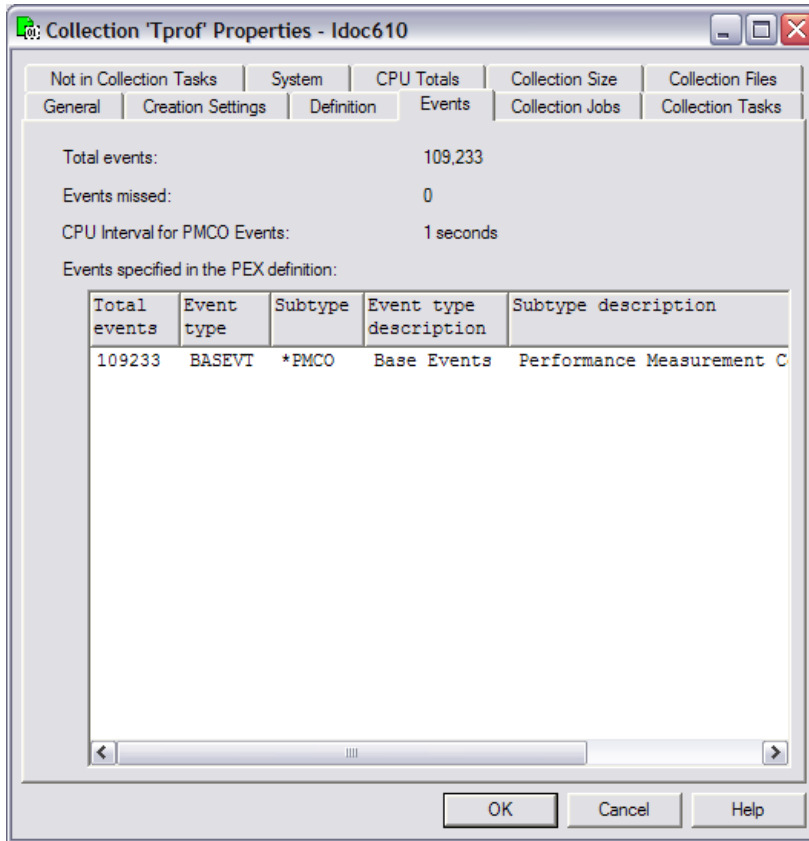 Collection 'Tprof' Properties - Idoc610
Not in Collection Tasks System CPU Totals Collection Size Collection Files
General Creation Settings Definition Events Collection Jobs Collection Tasks
Total events: 109,233
Events missed: 0
CPU Interval for PMCO Events: 1 seconds
Events specified in the PEX definition:
Total Event Subtype Event type Subtype description
events type description
109233 BASEVT *PMCO Base Events Performance Measurement C
OK Cancel Help